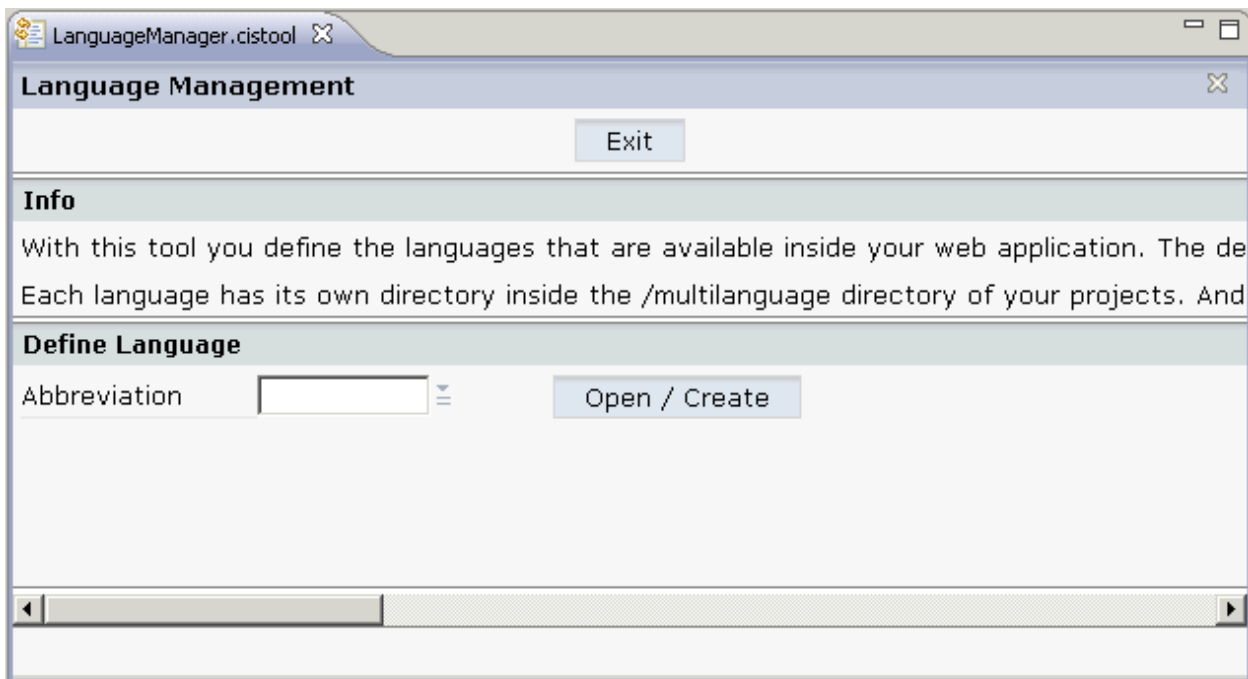 LanguageManager.cistool
Language Management
Exit
Info
With this tool you define the languages that are available inside your web application. The de
Each language has its own directory inside the /multilanguage directory of your projects. And
Define Language
Abbreviation
Open / Create